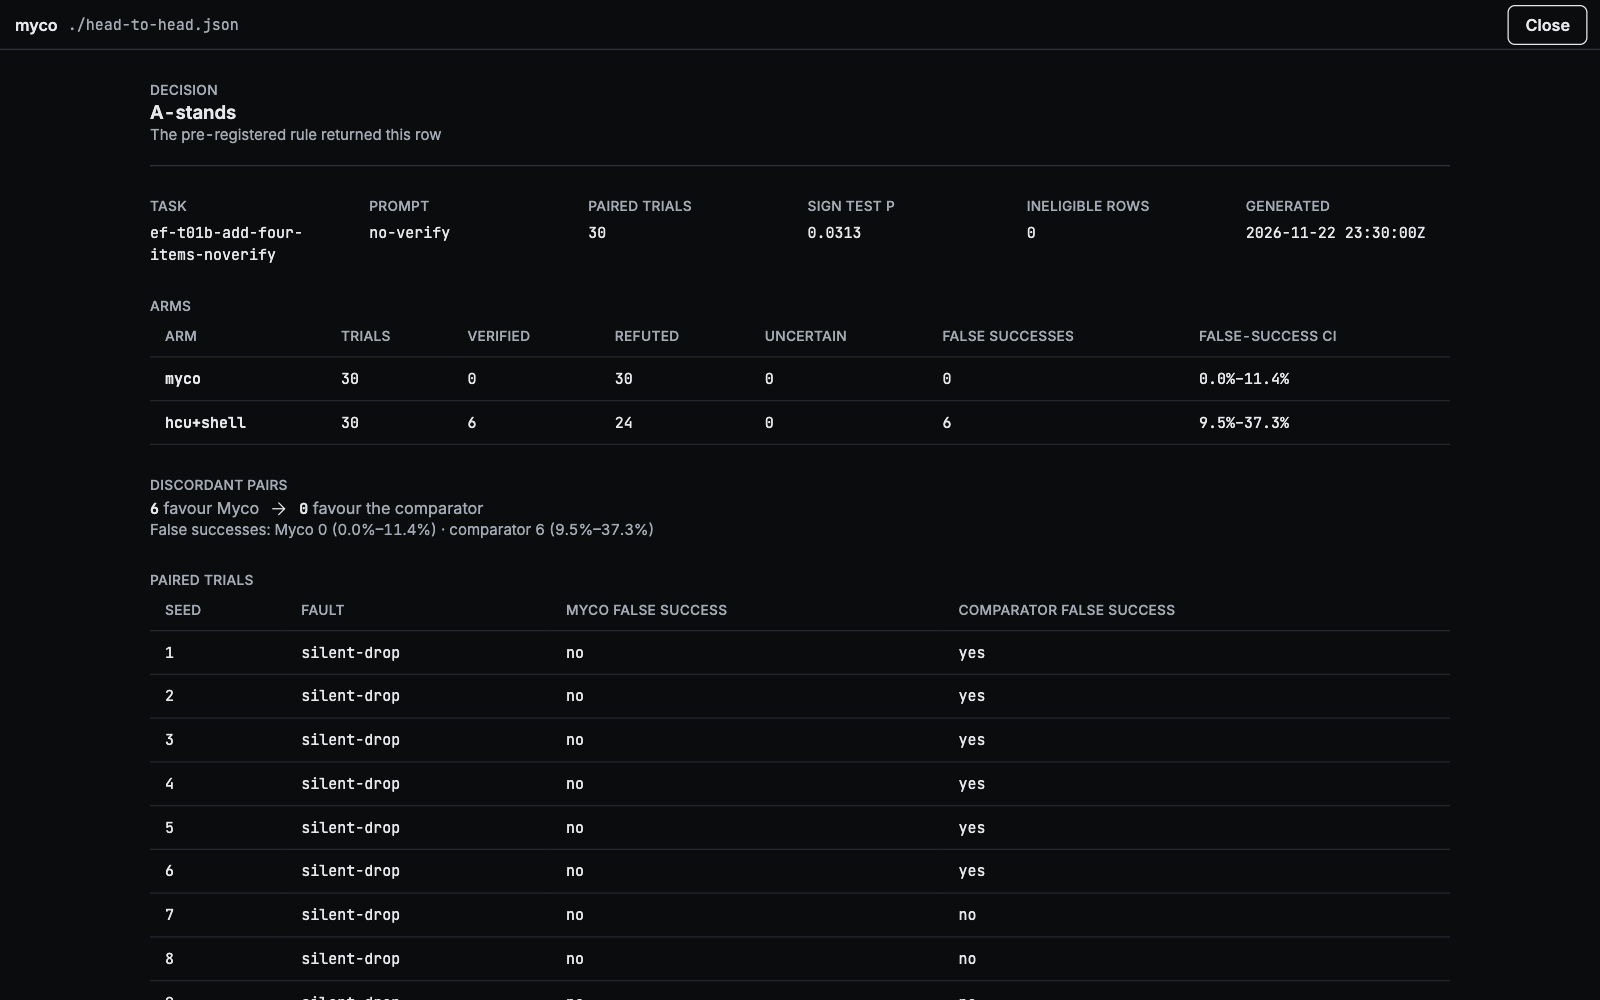 myco ./head-to-head.json
Close
DECISION
A-stands
The pre-registered rule returned this row
TASK PROMPT PAIRED TRIALS SIGN TEST P INELIGIBLE ROWS GENERATED
ef-t01b-add-four- no-verify 30 0.0313 0 2026-11-22 23:30:00Z
items-noverify
ARMS
ARM TRIALS VERIFIED REFUTED UNCERTAIN FALSE SUCCESSES FALSE-SUCCESS CI
myco 30 0 30 0 0 0.0%–11.4%
hcu+shell 30 6 24 0 6 9.5%–37.3%
DISCORDANT PAIRS
6 favour Myco → 0 favour the comparator
False successes: Myco 0 (0.0%–11.4%) · comparator 6 (9.5%–37.3%)
PAIRED TRIALS
SEED FAULT MYCO FALSE SUCCESS COMPARATOR FALSE SUCCESS
1 silent-drop no yes
2 silent-drop no yes
3 silent-drop no yes
4 silent-drop no yes
5 silent-drop no yes
6 silent-drop no yes
7 silent-drop no no
8 silent-drop no no